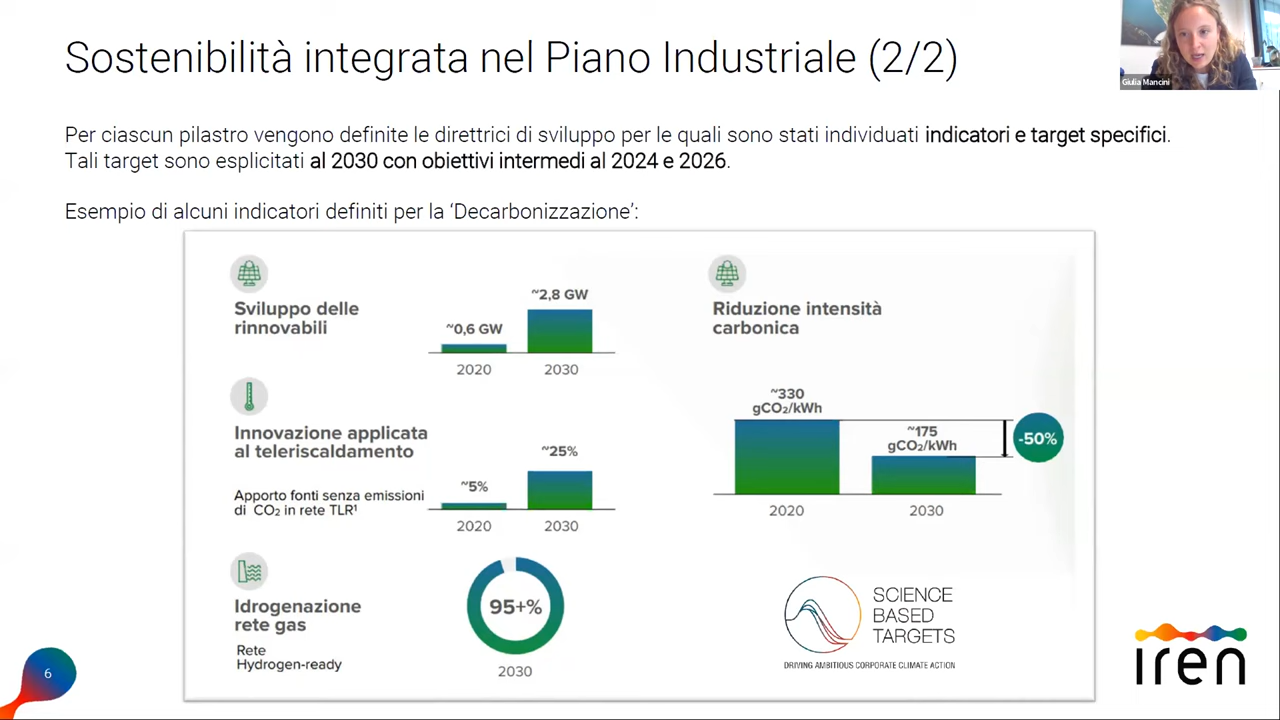 Sostenibilità integrata nel Piano Industriale (2/2)
Giulia Mancini
Per ciascun pilastro vengono definite le direttrici di sviluppo per le quali sono stati individuati indicatori e target specifici.
Tali target sono esplicitati al 2030 con obiettivi intermedi al 2024 e 2026.
Esempio di alcuni indicatori definiti per la ‘Decarbonizzazione’:
Sviluppo delle
rinnovabili
~0,6 GW
~2,8 GW
2020
2030
Innovazione applicata
al teleriscaldamento
Apporto fonti senza emissioni
di CO₂ in rete TLR¹
~5%
~25%
2020
2030
Idrogenazione
rete gas
Rete
Hydrogen-ready
95+%
2030
Riduzione intensità
carbonica
~330
gCO₂/kWh
~175
gCO₂/kWh
-50%
2020
2030
SCIENCE
BASED
TARGETS
DRIVING AMBITIOUS CORPORATE CLIMATE ACTION
6
iren